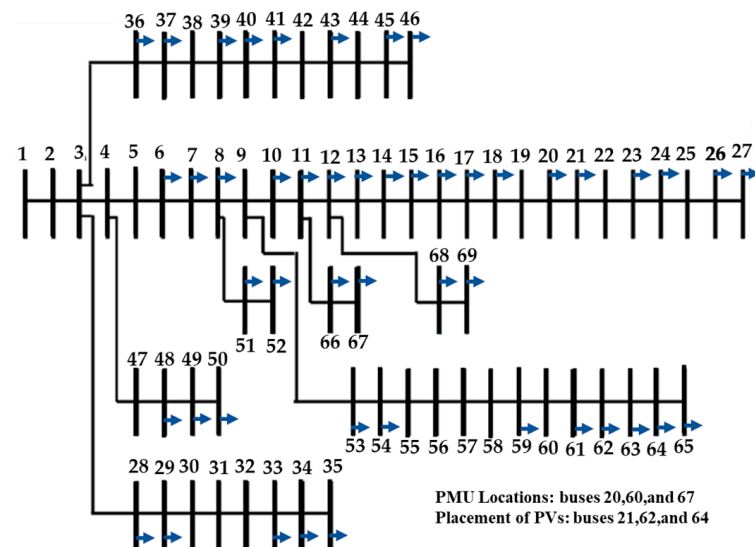 36 37 38 39 40 41 42 43 44 45 46
1 2 3 4 5 6 7 8 9 10 11 12 13 14 15 16 17 18 19 20 21 22 23 24 25 26 27
68 69
51 52 66 67
47 48 49 50
53 54 55 56 57 58 59 60 61 62 63 64 65
28 29 30 31 32 33 34 35
PMU Locations: buses 20,60,and 67
Placement of PVs: buses 21,62,and 64